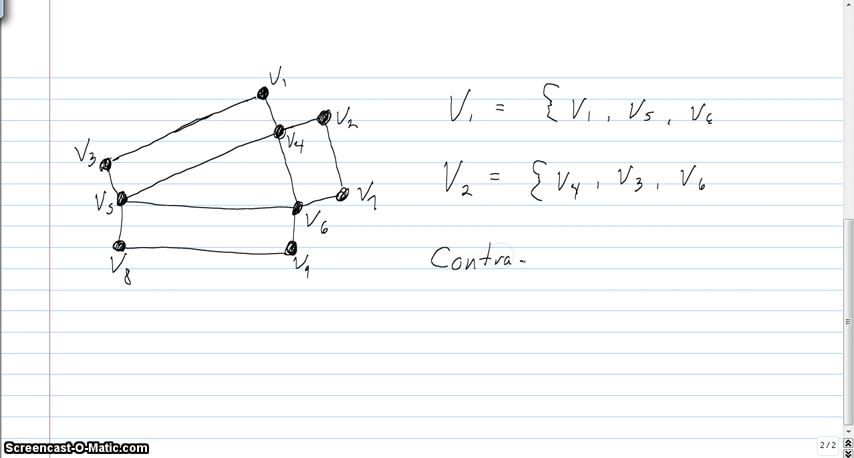 V1
V2
V4
V3
V5
V7
V6
V8
V9
V1 = { V1 , V5 , V6
V2 = { V4 , V3 , V6
Contra-
2/2
Screencast-O-Matic.com